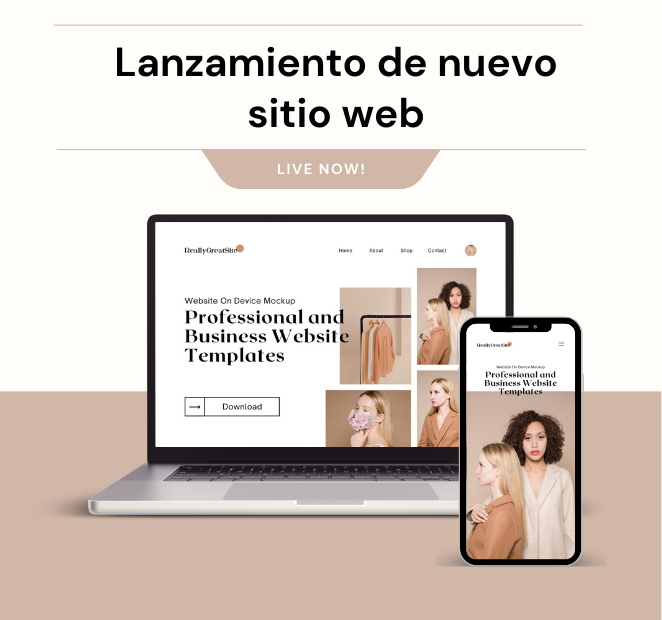 Lanzamiento de nuevo
sitio web
LIVE NOW!
ReallyGreatSite
Home About Shop Contact
Website On Device Mockup
Professional and
Business Website
Templates
Download
ReallyGreatSite
Website On Device Mockup
Professional and
Business Website
Templates